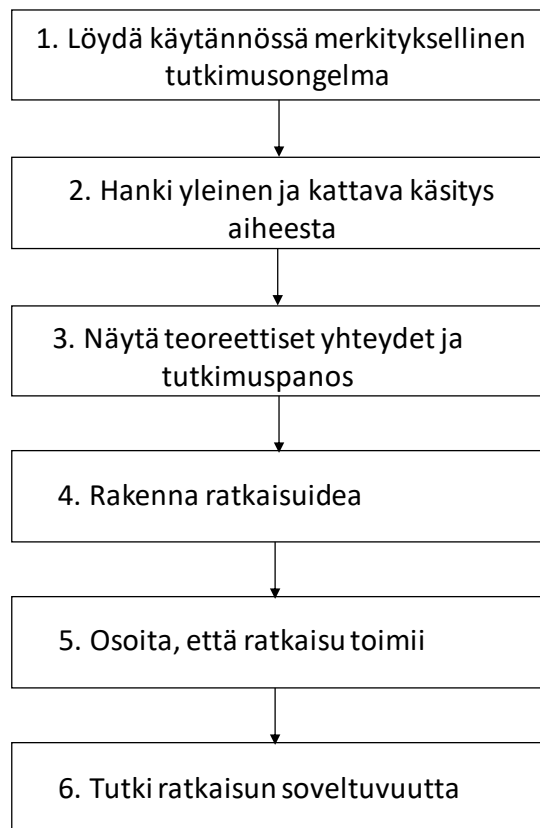 1. Löydä käytännössä merkityksellinen
tutkimusongelma
2. Hanki yleinen ja kattava käsitys
aiheesta
3. Näytä teoreettiset yhteydet ja
tutkimuspanos
4. Rakenna ratkaisuidea
5. Osoita, että ratkaisu toimii
6. Tutki ratkaisun soveltuvuutta